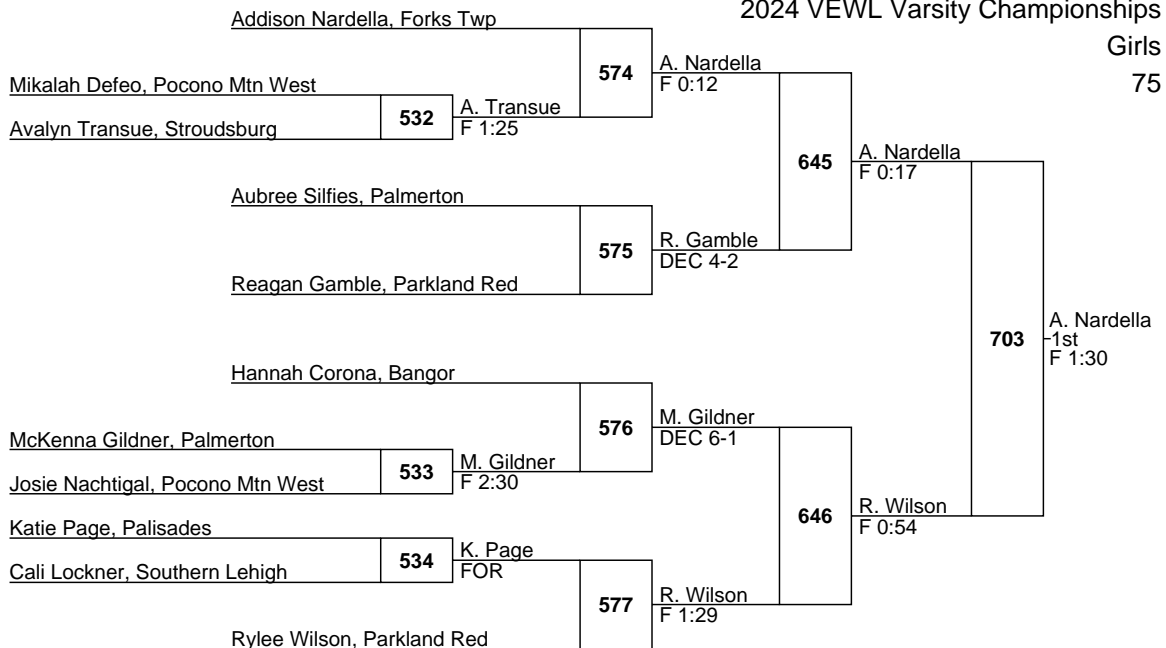 2024 VEWL Varsity Championships
Girls
75
Addison Nardella, Forks Twp
574
A. Nardella
F 0:12
Mikalah Defeo, Pocono Mtn West
532
A. Transue
F 1:25
Avalyn Transue, Stroudsburg
645
A. Nardella
F 0:17
Aubree Silfies, Palmerton
575
R. Gamble
DEC 4-2
Reagan Gamble, Parkland Red
703
A. Nardella
1st
F 1:30
Hannah Corona, Bangor
576
M. Gildner
DEC 6-1
McKenna Gildner, Palmerton
533
M. Gildner
F 2:30
Josie Nachtigal, Pocono Mtn West
646
R. Wilson
F 0:54
Katie Page, Palisades
534
K. Page
FOR
Cali Lockner, Southern Lehigh
577
R. Wilson
F 1:29
Rylee Wilson, Parkland Red